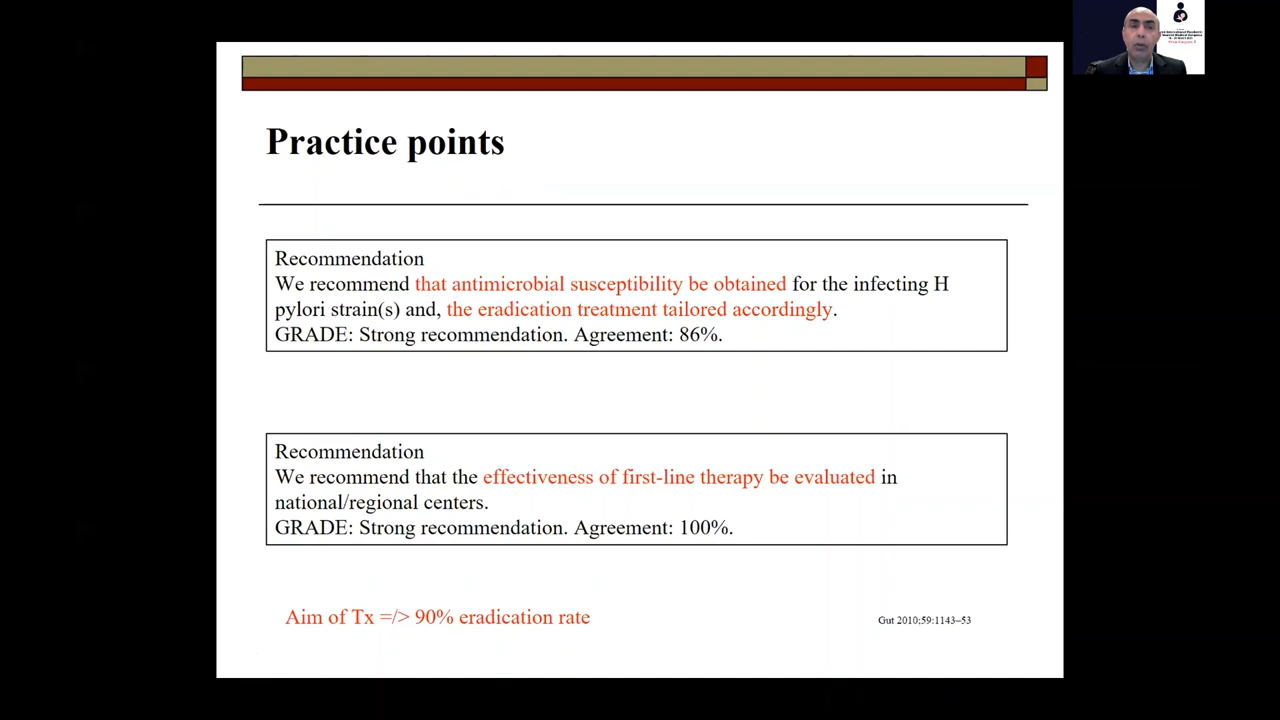 Practice points
Recommendation
We recommend that antimicrobial susceptibility be obtained for the infecting H
pylori strain(s) and, the eradication treatment tailored accordingly.
GRADE: Strong recommendation. Agreement: 86%.
Recommendation
We recommend that the effectiveness of first-line therapy be evaluated in
national/regional centers.
GRADE: Strong recommendation. Agreement: 100%.
Aim of Tx =/> 90% eradication rate
Gut 2010;59:1143–53